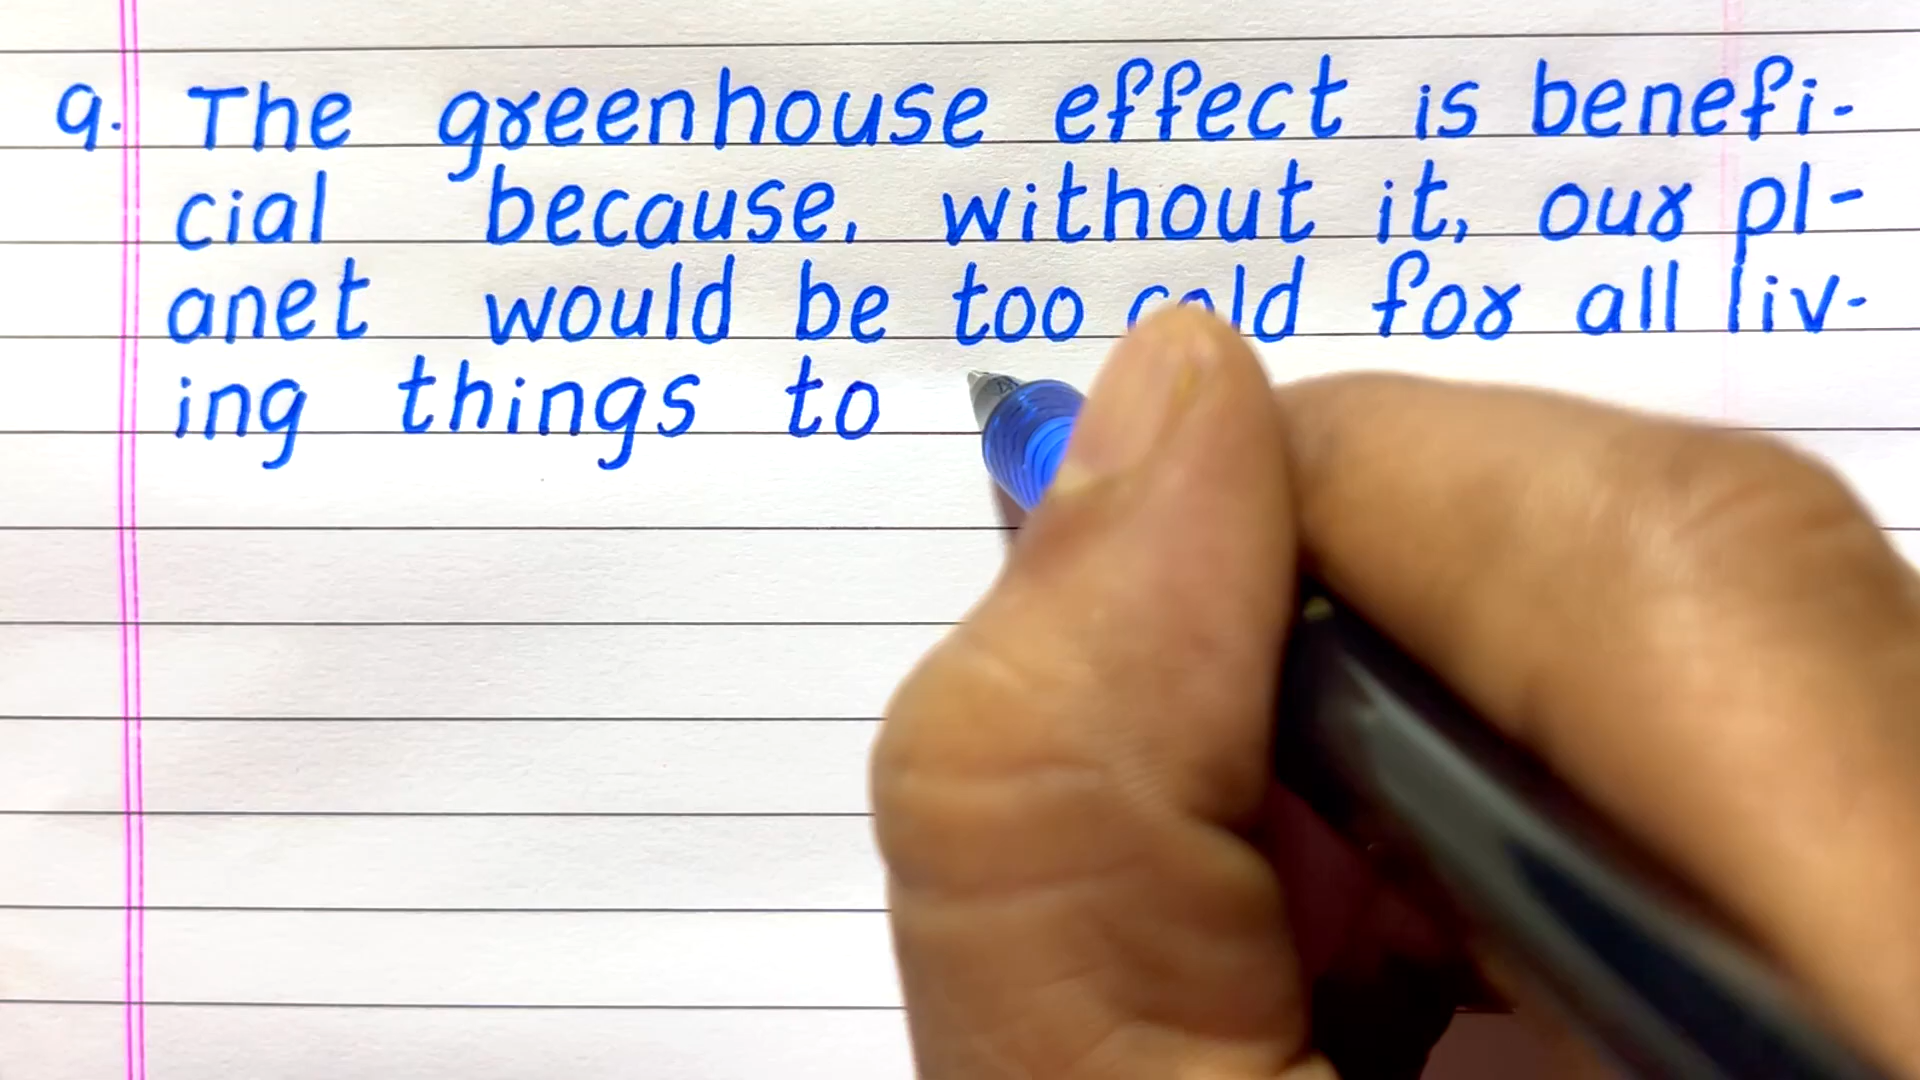 9. The greenhouse effect is benefi-
cial because, without it, our pl-
anet would be too cold for all liv-
ing things to